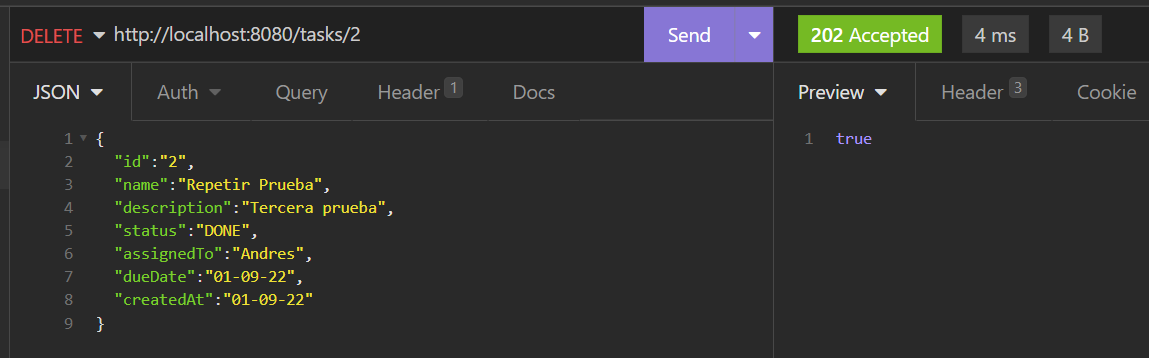 DELETE http://localhost:8080/tasks/2 Send 202 Accepted 4 ms 4 B
JSON Auth Query Header 1 Docs Preview Header 3 Cookie
1 {
2 "id":"2",
3 "name":"Repetir Prueba",
4 "description":"Tercera prueba",
5 "status":"DONE",
6 "assignedTo":"Andres",
7 "dueDate":"01-09-22",
8 "createdAt":"01-09-22"
9 }
1 true